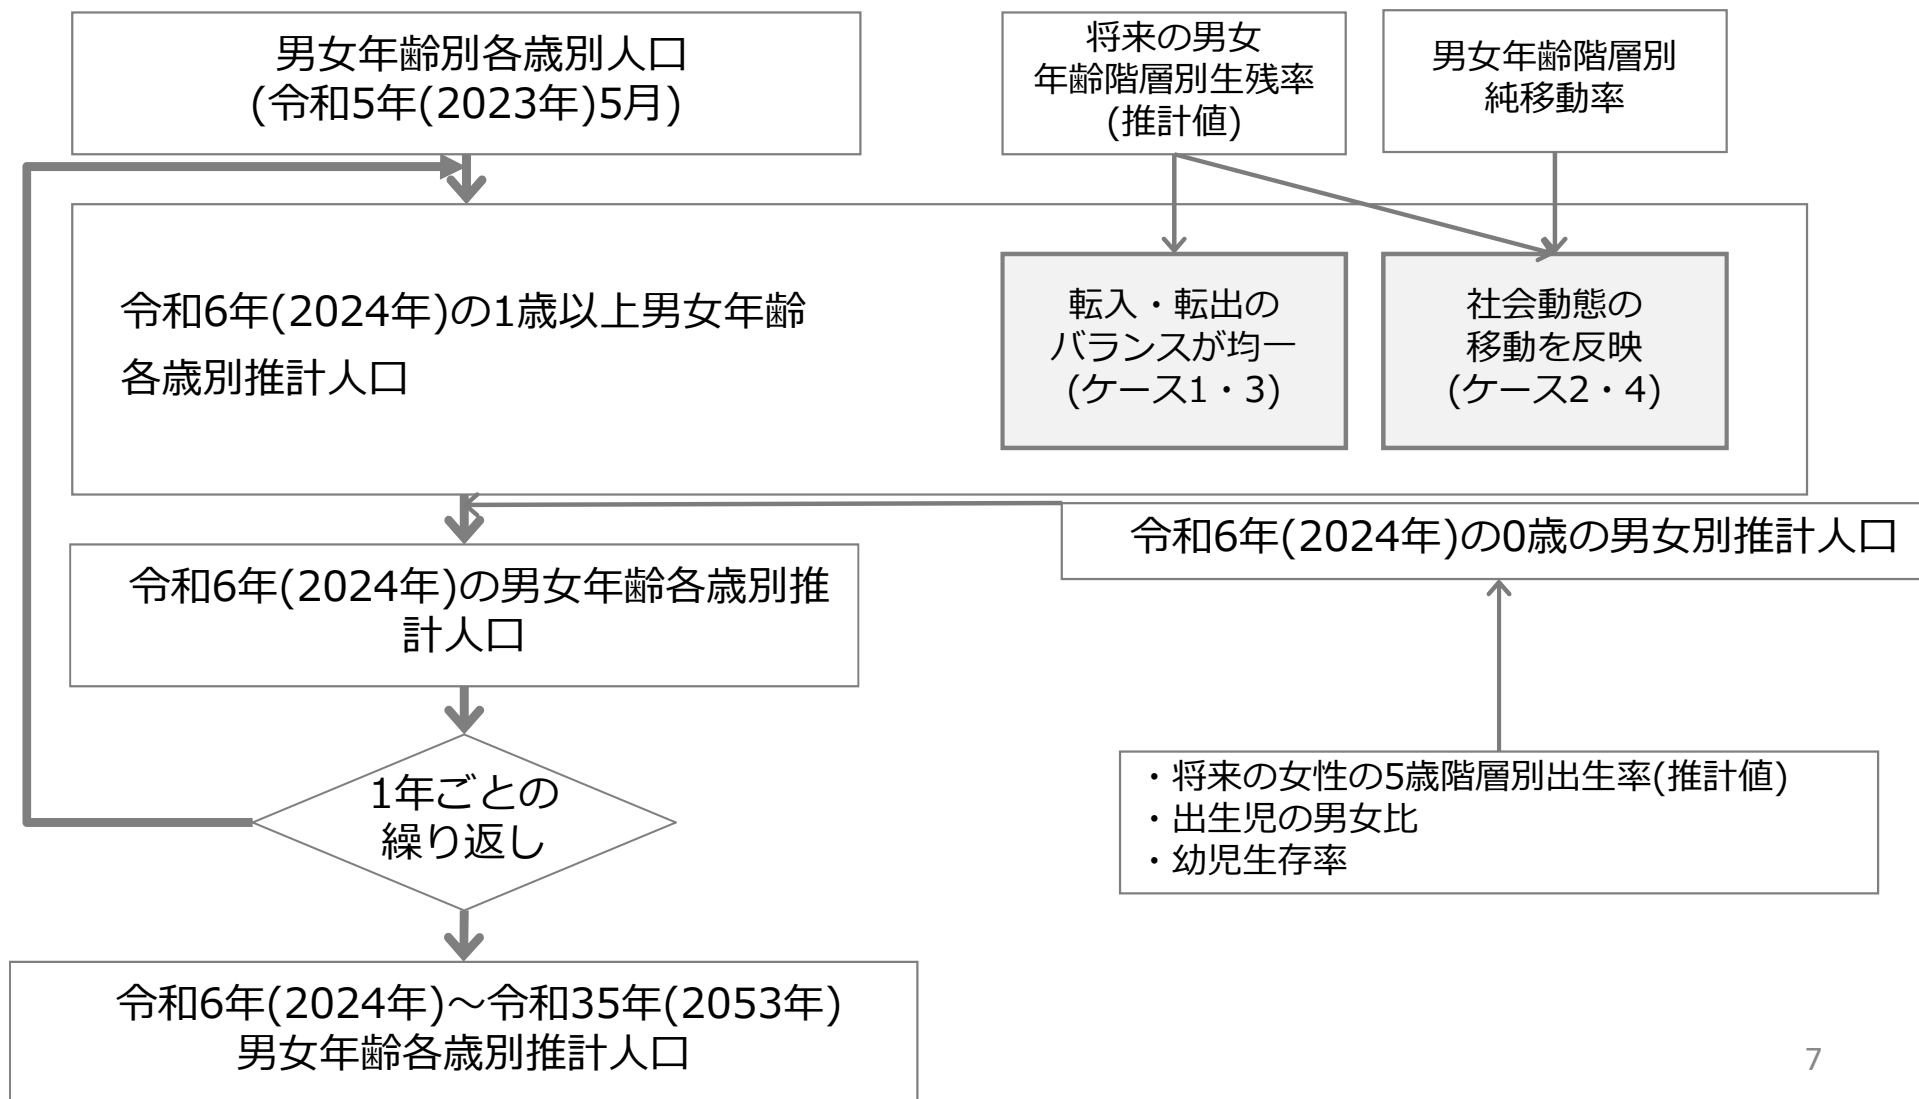 男女年齢別各歳別人口
(令和5年(2023年)5月)
将来の男女
年齢階層別生残率
(推計値)
男女年齢階層別
純移動率
令和6年(2024年)の1歳以上男女年齢
各歳別推計人口
転入・転出の
バランスが均一
(ケース1・3)
社会動態の
移動を反映
(ケース2・4)
令和6年(2024年)の0歳の男女別推計人口
令和6年(2024年)の男女年齢各歳別推
計人口
1年ごとの
繰り返し
・将来の女性の5歳階層別出生率(推計値)
・出生児の男女比
・幼児生存率
令和6年(2024年)～令和35年(2053年)
男女年齢各歳別推計人口
7